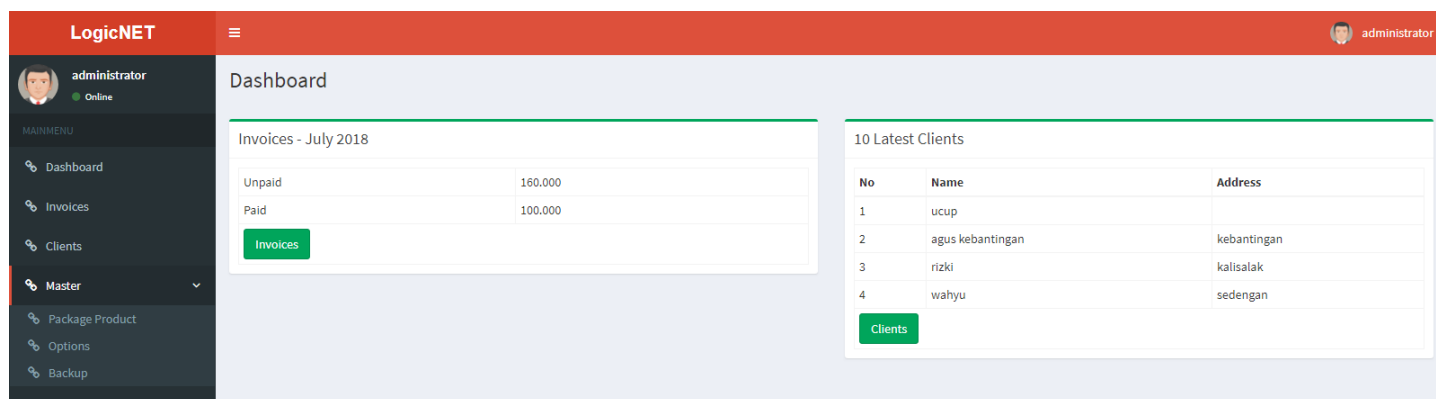 LogicNET
administrator
administrator
Online
MAINMENU
Dashboard
Invoices
Clients
Master
Package Product
Options
Backup
Dashboard
Invoices - July 2018
Unpaid 160.000
Paid 100.000
Invoices
10 Latest Clients
No Name Address
1 ucup
2 agus kebantingan kebantingan
3 rizki kalisalak
4 wahyu sedengan
Clients